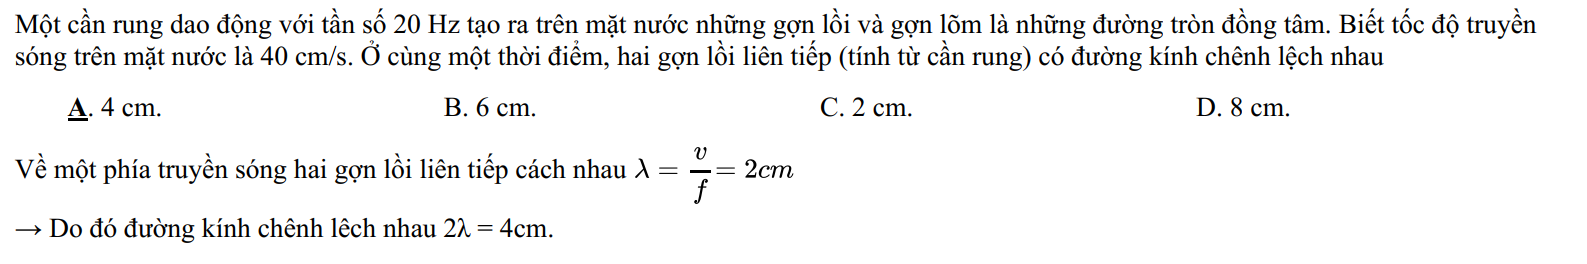 Một cần rung dao động với tần số 20 Hz tạo ra trên mặt nước những gợn lồi và gợn lõm là những đường tròn đồng tâm. Biết tốc độ truyền
sóng trên mặt nước là 40 cm/s. Ở cùng một thời điểm, hai gợn lồi liên tiếp (tính từ cần rung) có đường kính chênh lệch nhau
A. 4 cm. B. 6 cm. C. 2 cm. D. 8 cm.
Về một phía truyền sóng hai gợn lồi liên tiếp cách nhau λ = v/f = 2cm
→ Do đó đường kính chênh lêch nhau 2λ = 4cm.